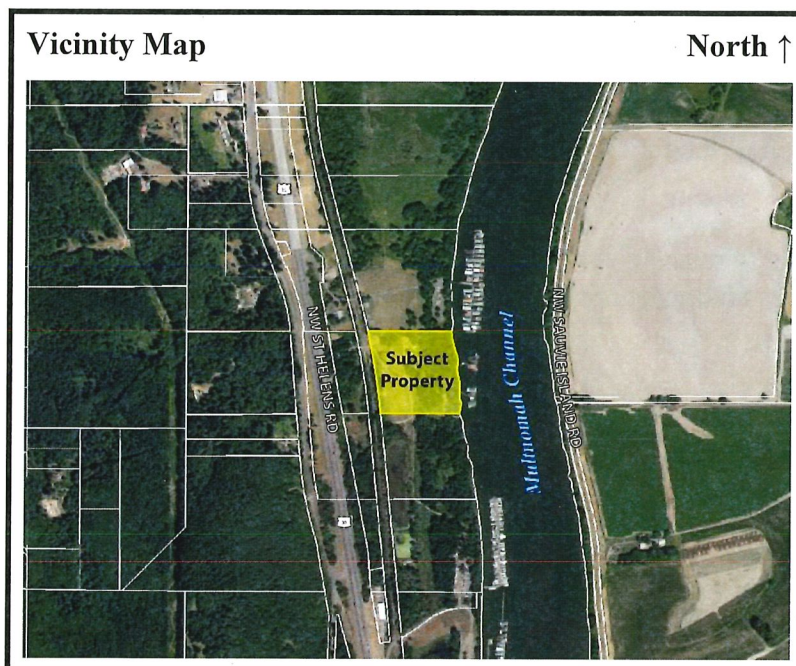 Vicinity Map
North ↑
NW ST HELENS RD
Subject
Property
Multnomah Channel
NW SAUVIE ISLAND RD